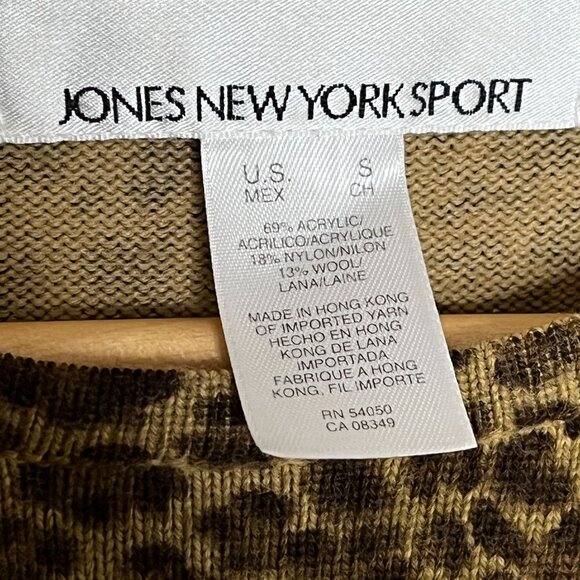 JONES NEW YORK SPORT
U.S. S
MEX CH
69% ACRYLIC/
ACRILICO/ACRYLIQUE
18% NYLON/NILON
13% WOOL/
LANA/LAINE
MADE IN HONG KONG
OF IMPORTED YARN
HECHO EN HONG
KONG DE LANA
IMPORTADA
FABRIQUE A HONG
KONG, FIL IMPORTE
RN 54050
CA 08349